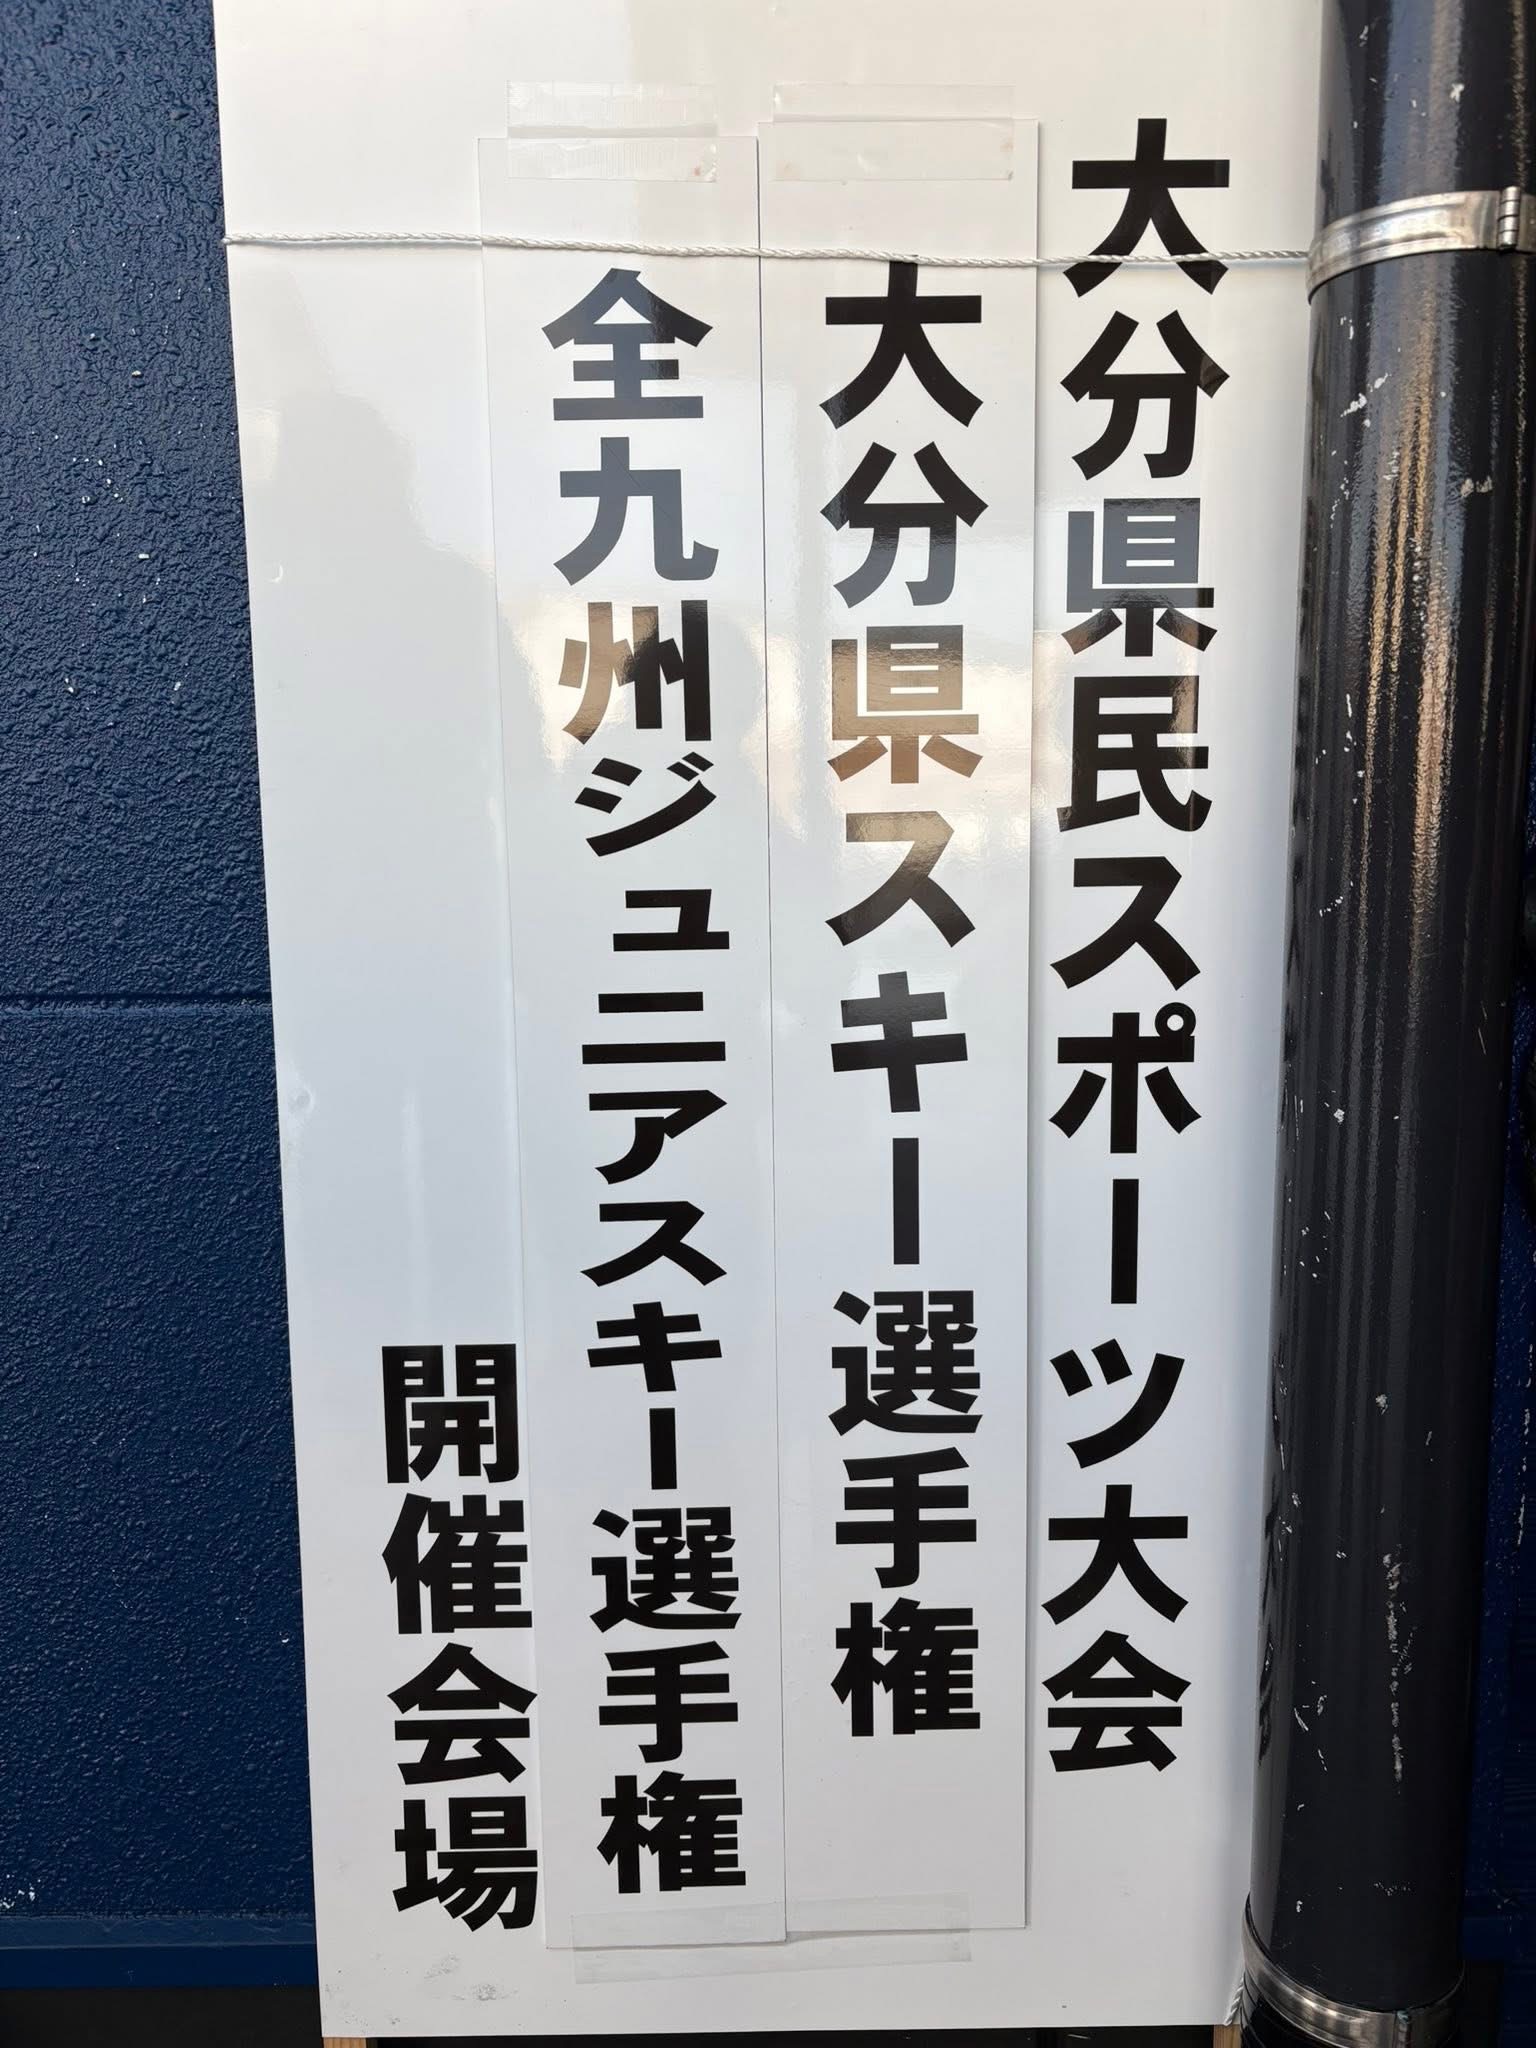 大分県民スポーツ大会
大分県スキー選手権
全九州ジュニアスキー選手権
開催会場